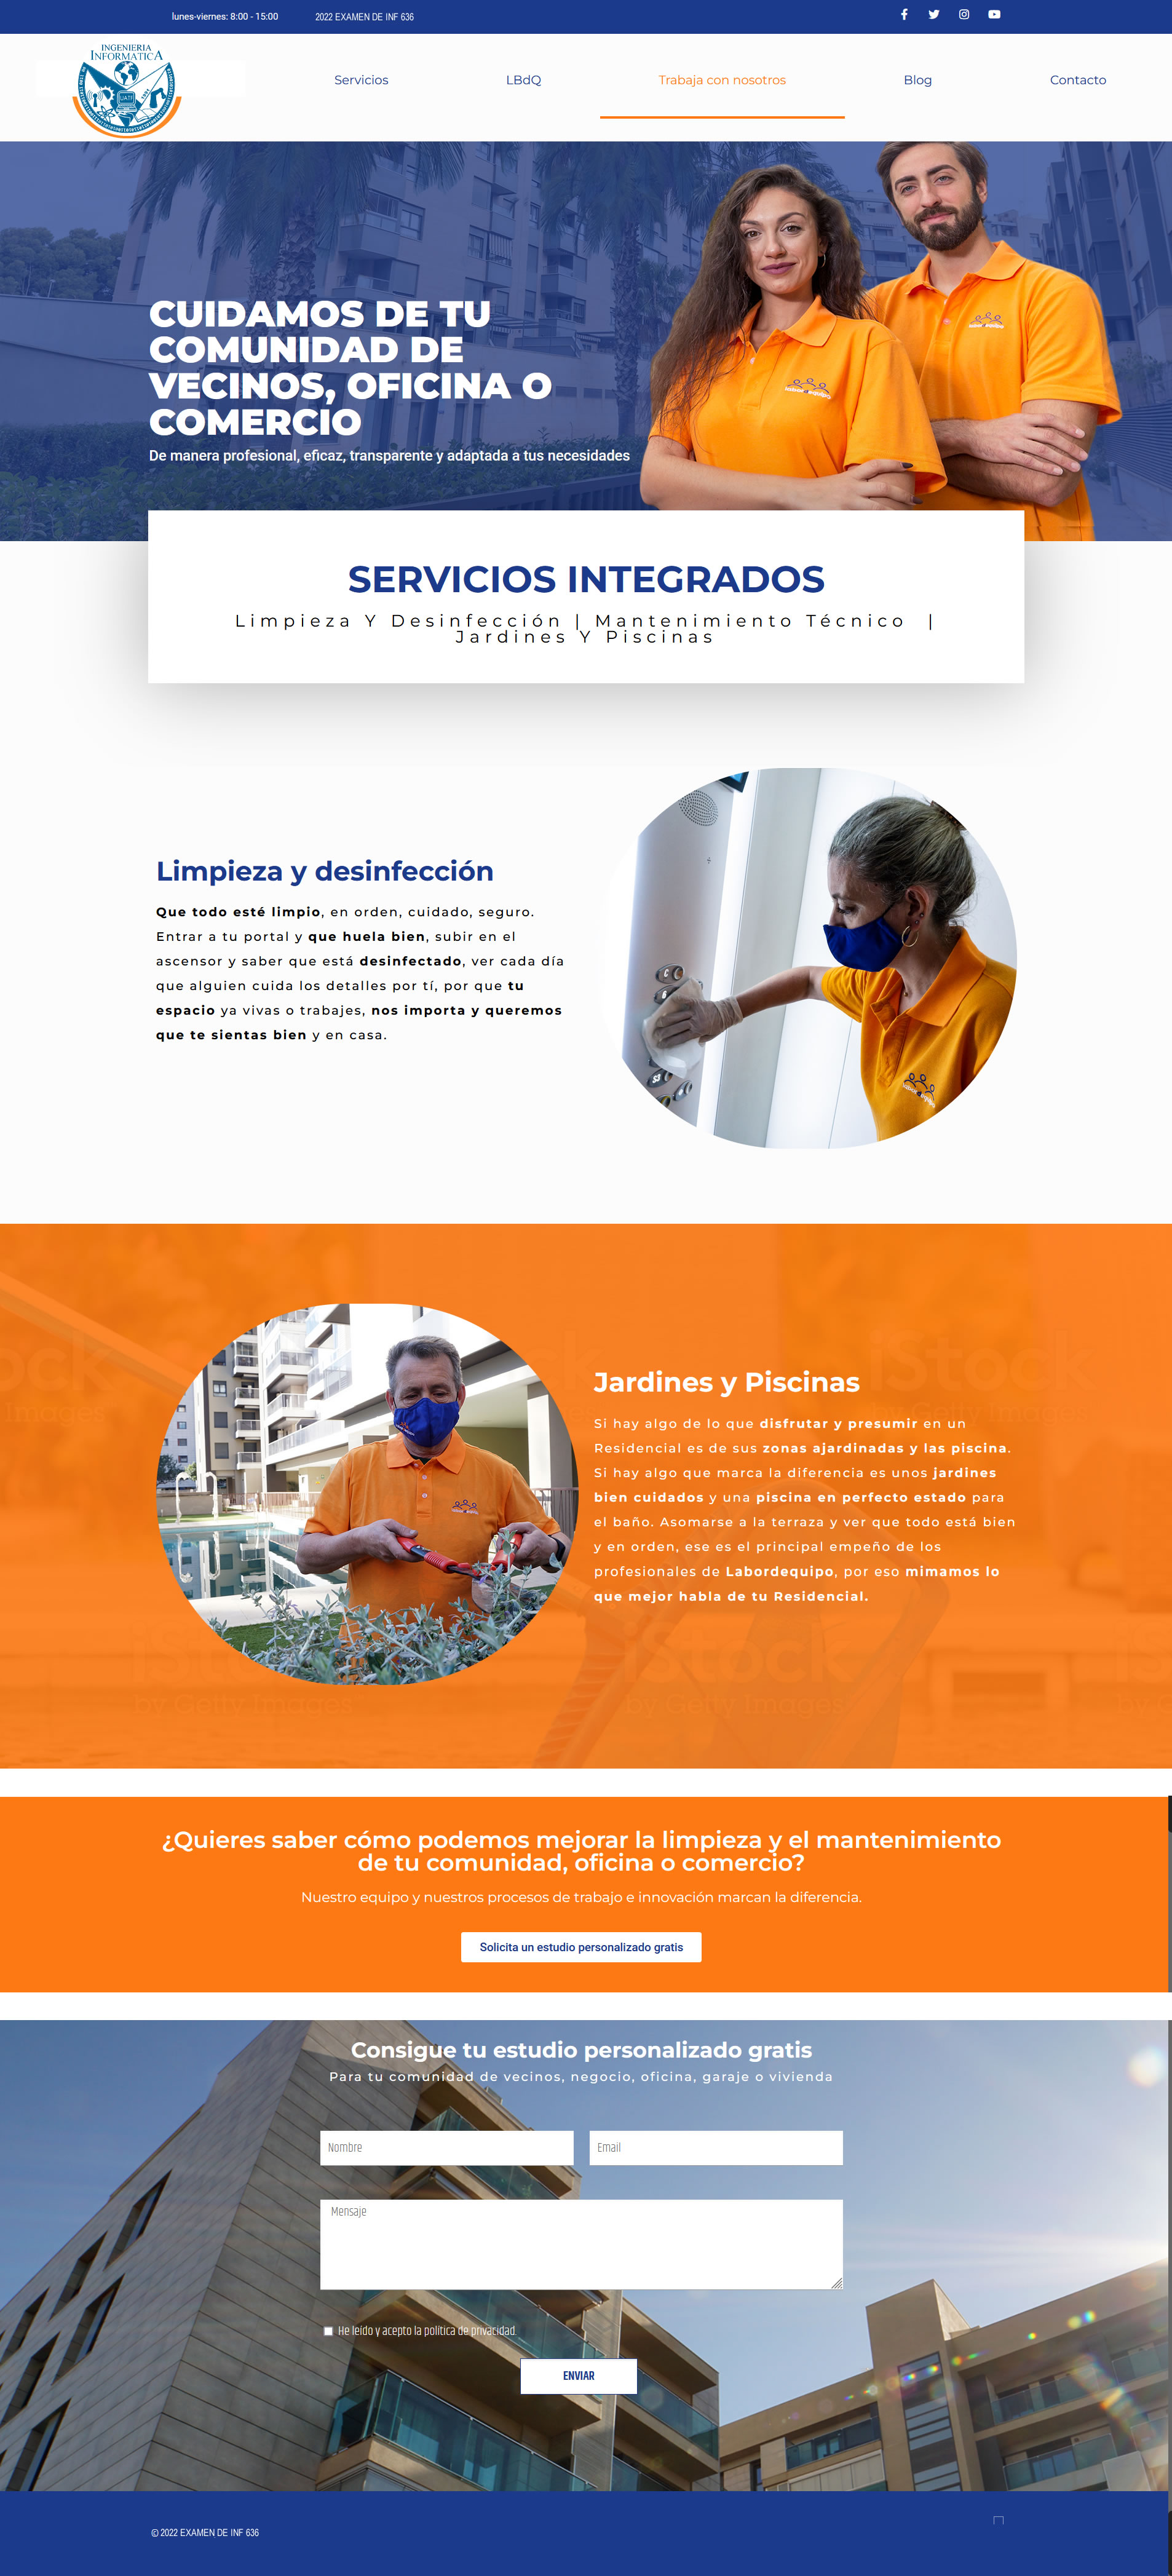 lunes-viernes: 8:00 - 15:00
2022 EXAMEN DE INF 636
INGENIERIA
INFORMATICA
Servicios
LBdQ
Trabaja con nosotros
Blog
Contacto
CUIDAMOS DE TU
COMUNIDAD DE
VECINOS, OFICINA O
COMERCIO
De manera profesional, eficaz, transparente y adaptada a tus necesidades
SERVICIOS INTEGRADOS
Limpieza Y Desinfección | Mantenimiento Técnico |
Jardines Y Piscinas
Limpieza y desinfección
Que todo esté limpio, en orden, cuidado, seguro.
Entrar a tu portal y que huela bien, subir en el
ascensor y saber que está desinfectado, ver cada día
que alguien cuida los detalles por tí, por que tu
espacio ya vivas o trabajes, nos importa y queremos
que te sientas bien y en casa.
Jardines y Piscinas
Si hay algo de lo que disfrutar y presumir en un
Residencial es de sus zonas ajardinadas y las piscina.
Si hay algo que marca la diferencia es unos jardines
bien cuidados y una piscina en perfecto estado para
el baño. Asomarse a la terraza y ver que todo está bien
y en orden, ese es el principal empeño de los
profesionales de Labordequipo, por eso mimamos lo
que mejor habla de tu Residencial.
iStock
by Getty Images
iStock
by Getty Images
¿Quieres saber cómo podemos mejorar la limpieza y el mantenimiento
de tu comunidad, oficina o comercio?
Nuestro equipo y nuestros procesos de trabajo e innovación marcan la diferencia.
Solicita un estudio personalizado gratis
Consigue tu estudio personalizado gratis
Para tu comunidad de vecinos, negocio, oficina, garaje o vivienda
Nombre
Email
Mensaje
He leído y acepto la política de privacidad
ENVIAR
© 2022 EXAMEN DE INF 636